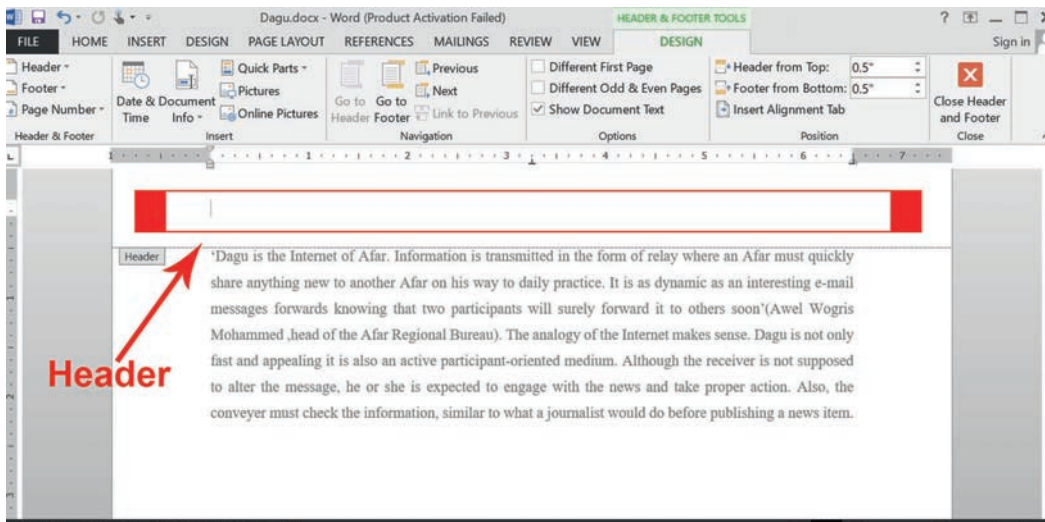 Dagu.docx - Word (Product Activation Failed)
HEADER & FOOTER TOOLS
FILE HOME INSERT DESIGN PAGE LAYOUT REFERENCES MAILINGS REVIEW VIEW DESIGN Sign in
Header
Footer
Page Number
Header & Footer
Date & Time
Document Info
Quick Parts
Pictures
Online Pictures
Insert
Go to Header
Go to Footer
Previous
Next
Link to Previous
Navigation
Different First Page
Different Odd & Even Pages
Show Document Text
Options
Header from Top: 0.5"
Footer from Bottom: 0.5"
Insert Alignment Tab
Position
Close Header and Footer
Close
1 1 2 3 4 5 6 7
Header
‘Dagu is the Internet of Afar. Information is transmitted in the form of relay where an Afar must quickly
share anything new to another Afar on his way to daily practice. It is as dynamic as an interesting e-mail
messages forwards knowing that two participants will surely forward it to others soon’(Awel Wogris
Mohammed ,head of the Afar Regional Bureau). The analogy of the Internet makes sense. Dagu is not only
fast and appealing it is also an active participant-oriented medium. Although the receiver is not supposed
to alter the message, he or she is expected to engage with the news and take proper action. Also, the
conveyer must check the information, similar to what a journalist would do before publishing a news item.
Header